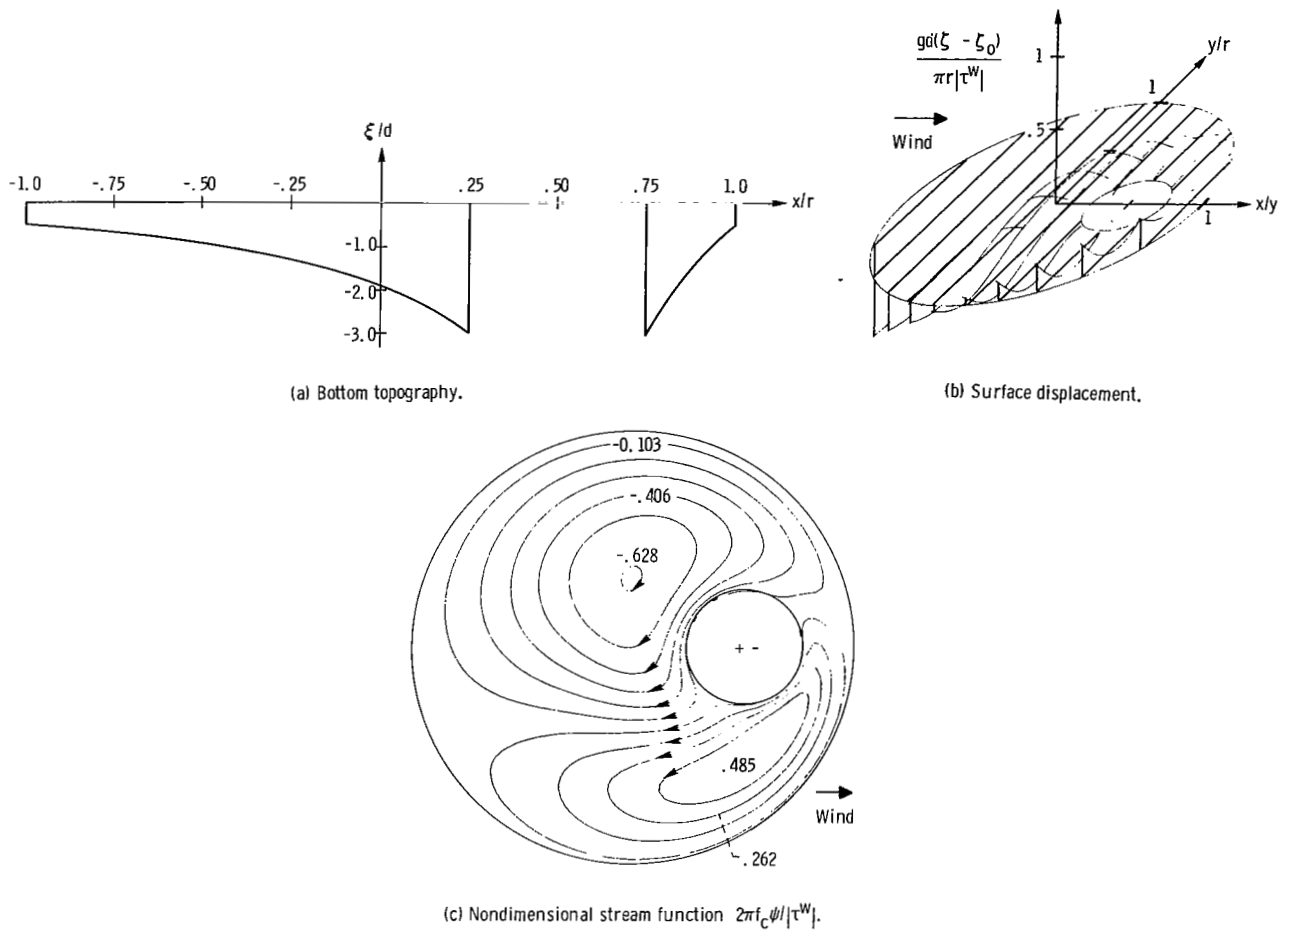 gd(ζ - ζ₀)
πr|τᵂ|
1
.5
Wind
y/r
1
x/y
1
ξ/d
-1.0 -.75 -.50 -.25 .25 .50 .75 1.0 x/r
-1.0
-2.0
-3.0
(a) Bottom topography.
(b) Surface displacement.
-0.103
-.406
-.628
+ -
.485
Wind
.262
(c) Nondimensional stream function 2πf_cψ/|τᵂ|.